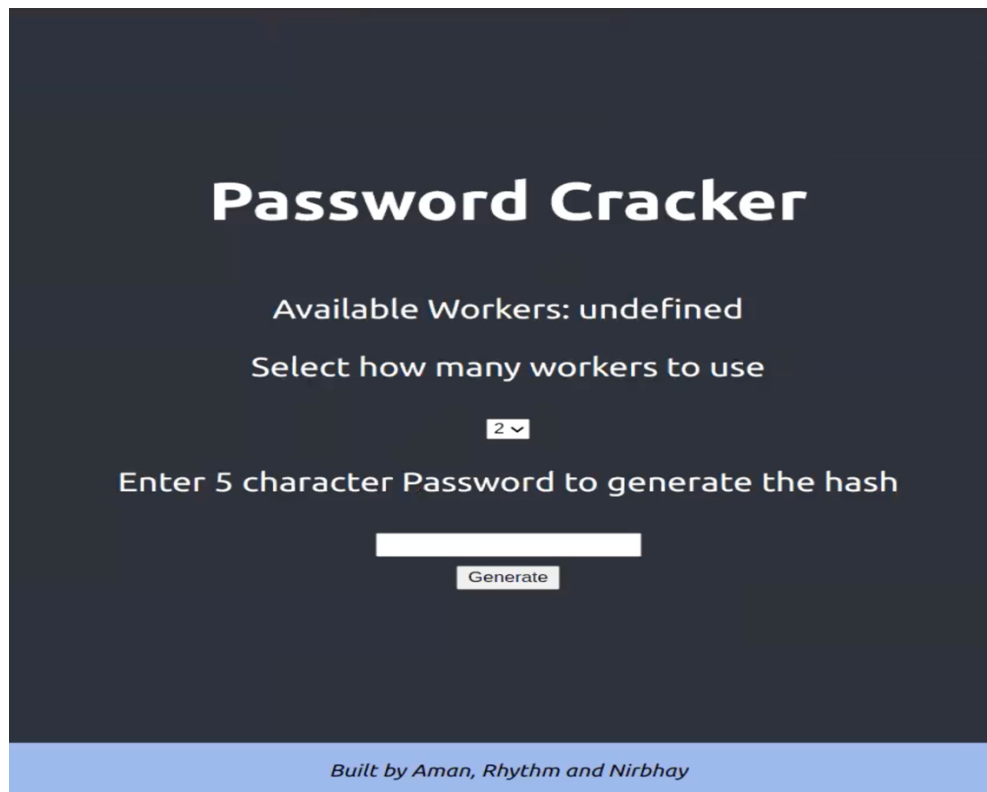 Password Cracker
Available Workers: undefined
Select how many workers to use
2
Enter 5 character Password to generate the hash
Generate
Built by Aman, Rhythm and Nirbhay